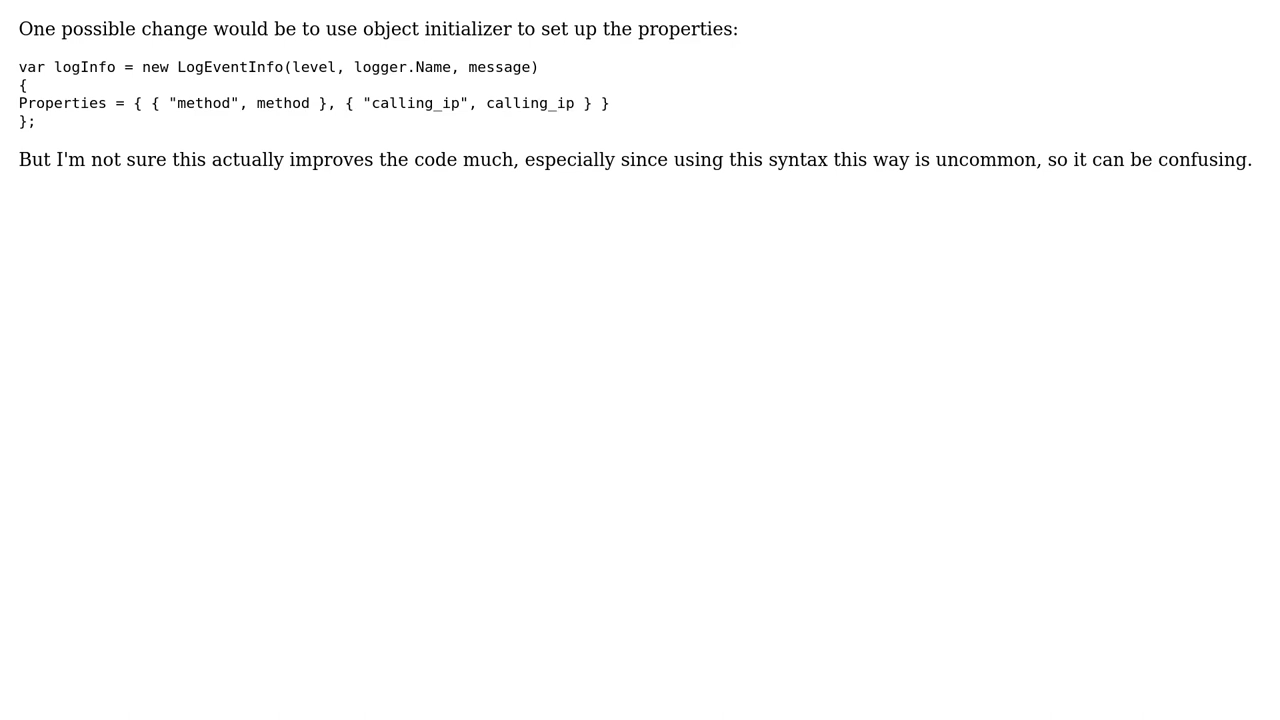 One possible change would be to use object initializer to set up the properties:
var logInfo = new LogEventInfo(level, logger.Name, message)
{
Properties = { { "method", method }, { "calling_ip", calling_ip } }
};
But I'm not sure this actually improves the code much, especially since using this syntax this way is uncommon, so it can be confusing.